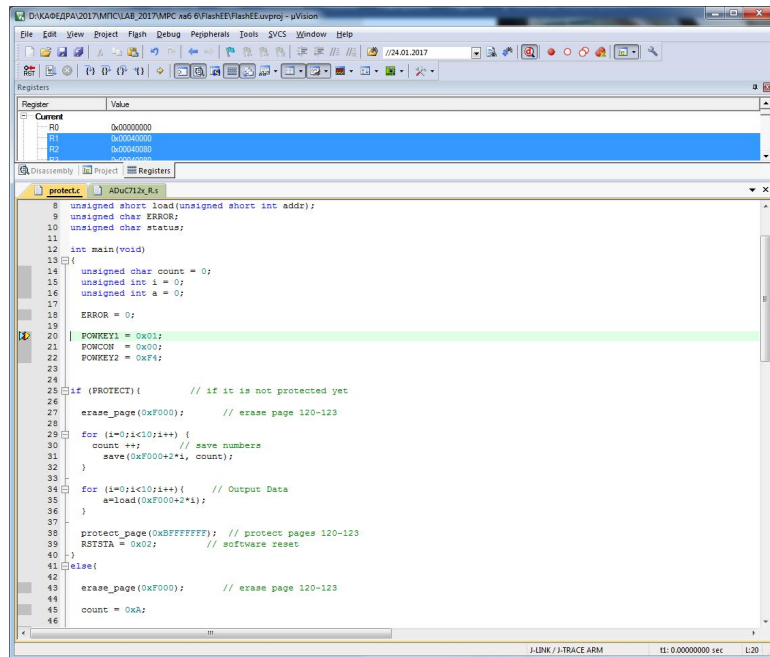 D:\КАФЕДРА\2017\МПС\LAB_2017\МРС лаб 6\FlashEE\FlashEE.uvproj - µVision
File Edit View Project Flash Debug Peripherals Tools SVCS Window Help
//24.01.2017
Registers
Register Value
Current
R0 0x00000000
R1 0x00040000
R2 0x00040080
R3 0x00040080
Disassembly Project Registers
protect.c ADuC712x_R.s
8 unsigned short load(unsigned short int addr);
9 unsigned char ERROR;
10 unsigned char status;
11
12 int main(void)
13 {
14 unsigned char count = 0;
15 unsigned int i = 0;
16 unsigned int a = 0;
17
18 ERROR = 0;
19
20 POWKEY1 = 0x01;
21 POWCON = 0x00;
22 POWKEY2 = 0xF4;
23
24
25 if (PROTECT){ // if it is not protected yet
26
27 erase_page(0xF000); // erase page 120-123
28
29 for (i=0;i<10;i++) {
30 count ++; // save numbers
31 save(0xF000+2*i, count);
32 }
33
34 for (i=0;i<10;i++){ // Output Data
35 a=load(0xF000+2*i);
36 }
37
38 protect_page(0xBFFFFFFF); // protect pages 120-123
39 RSTSTA = 0x02; // software reset
40 }
41 else{
42
43 erase_page(0xF000); // erase page 120-123
44
45 count = 0xA;
46
J-LINK / J-TRACE ARM t1: 0.00000000 sec L:20